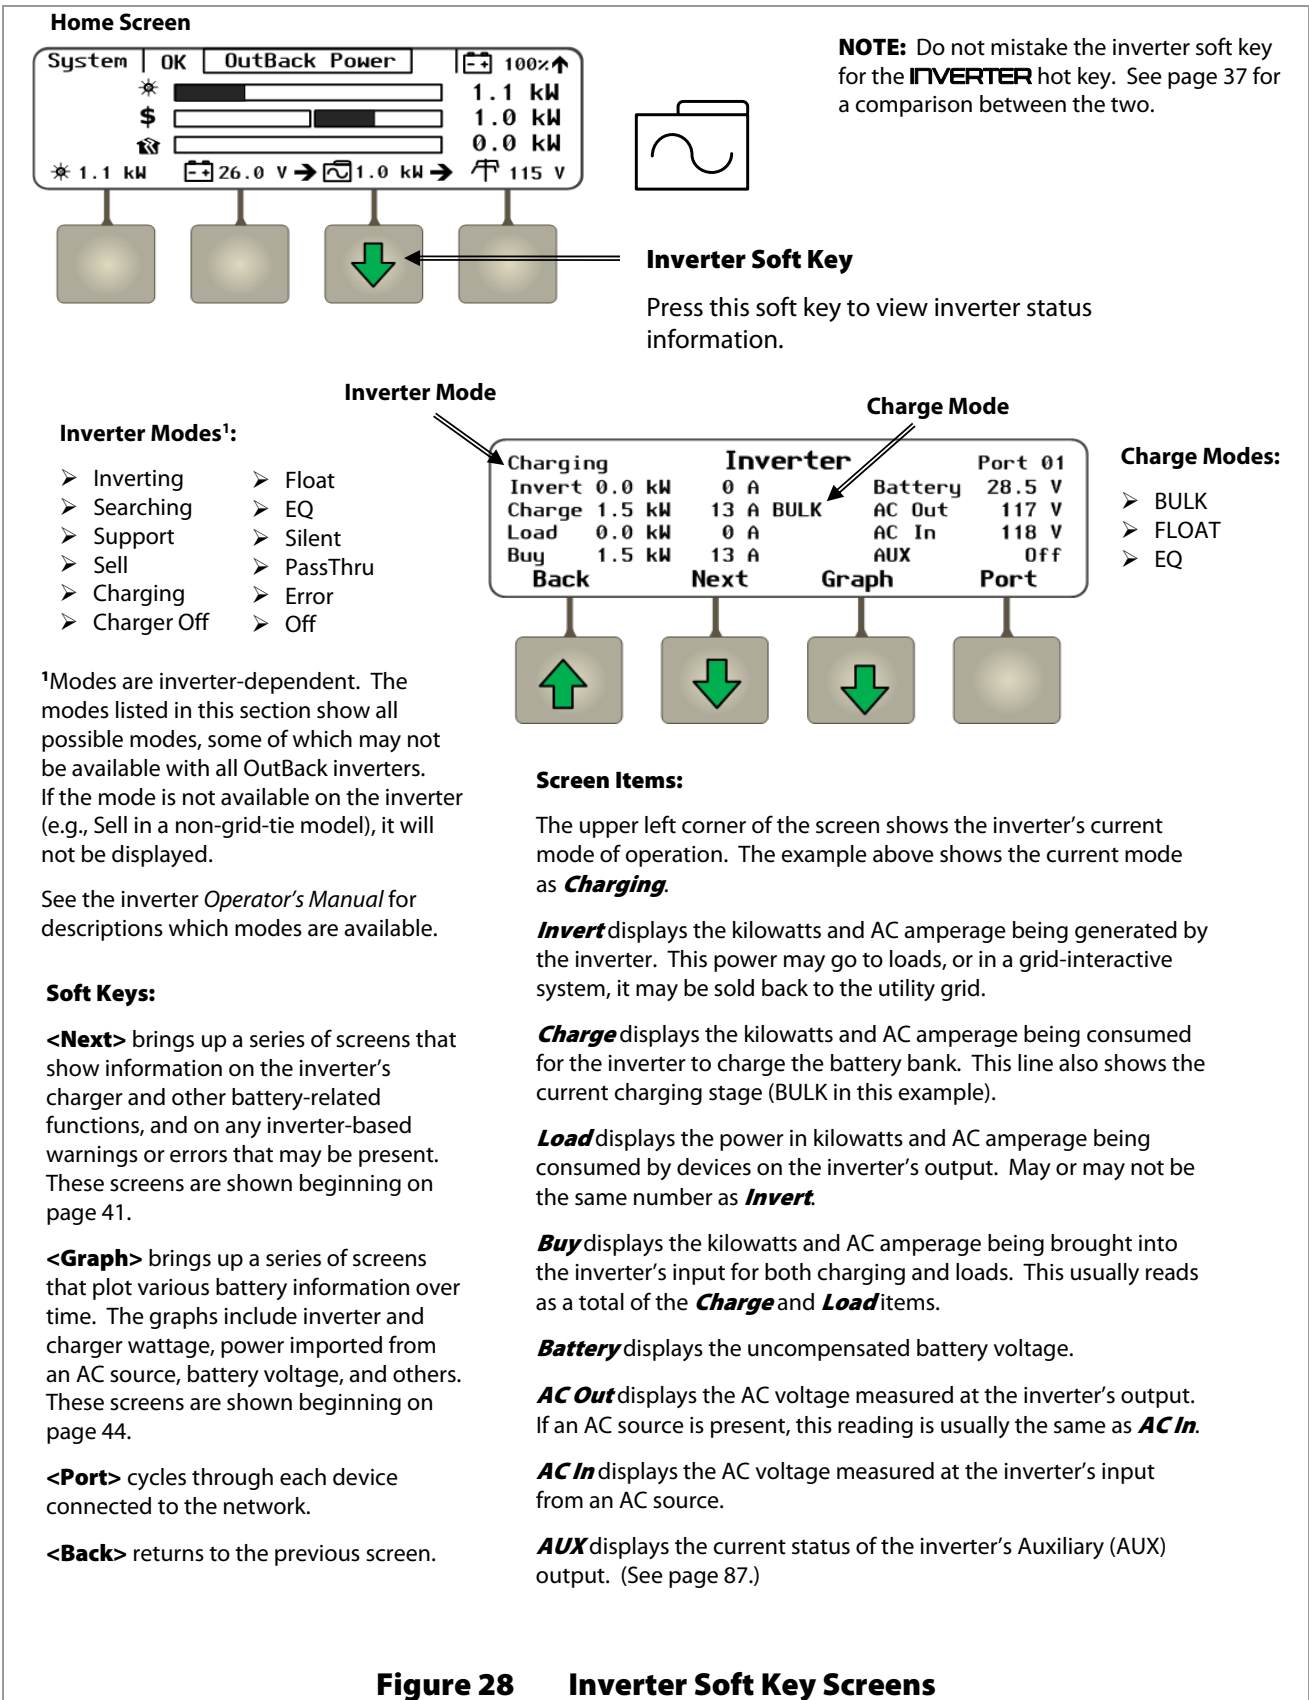 Home Screen
System OK OutBack Power 100%
1.1 kW
$ 1.0 kW
0.0 kW
1.1 kW 26.0 V 1.0 kW 115 V
NOTE: Do not mistake the inverter soft key
for the INVERTER hot key. See page 37 for
a comparison between the two.
Inverter Soft Key
Press this soft key to view inverter status
information.
Inverter Mode
Charge Mode
Inverter Modes¹:
➢ Inverting
➢ Searching
➢ Support
➢ Sell
➢ Charging
➢ Charger Off
➢ Float
➢ EQ
➢ Silent
➢ PassThru
➢ Error
➢ Off
Charging Inverter Port 01
Invert 0.0 kW 0 A Battery 28.5 V
Charge 1.5 kW 13 A BULK AC Out 117 V
Load 0.0 kW 0 A AC In 118 V
Buy 1.5 kW 13 A AUX Off
Back Next Graph Port
Charge Modes:
➢ BULK
➢ FLOAT
➢ EQ
¹Modes are inverter-dependent. The
modes listed in this section show all
possible modes, some of which may not
be available with all OutBack inverters.
If the mode is not available on the inverter
(e.g., Sell in a non-grid-tie model), it will
not be displayed.
See the inverter Operator's Manual for
descriptions which modes are available.
Soft Keys:
<Next> brings up a series of screens that
show information on the inverter's
charger and other battery-related
functions, and on any inverter-based
warnings or errors that may be present.
These screens are shown beginning on
page 41.
<Graph> brings up a series of screens
that plot various battery information over
time. The graphs include inverter and
charger wattage, power imported from
an AC source, battery voltage, and others.
These screens are shown beginning on
page 44.
<Port> cycles through each device
connected to the network.
<Back> returns to the previous screen.
Screen Items:
The upper left corner of the screen shows the inverter's current
mode of operation. The example above shows the current mode
as Charging.
Invert displays the kilowatts and AC amperage being generated by
the inverter. This power may go to loads, or in a grid-interactive
system, it may be sold back to the utility grid.
Charge displays the kilowatts and AC amperage being consumed
for the inverter to charge the battery bank. This line also shows the
current charging stage (BULK in this example).
Load displays the power in kilowatts and AC amperage being
consumed by devices on the inverter's output. May or may not be
the same number as Invert.
Buy displays the kilowatts and AC amperage being brought into
the inverter's input for both charging and loads. This usually reads
as a total of the Charge and Load items.
Battery displays the uncompensated battery voltage.
AC Out displays the AC voltage measured at the inverter's output.
If an AC source is present, this reading is usually the same as AC In.
AC In displays the AC voltage measured at the inverter's input
from an AC source.
AUX displays the current status of the inverter's Auxiliary (AUX)
output. (See page 87.)
Figure 28 Inverter Soft Key Screens